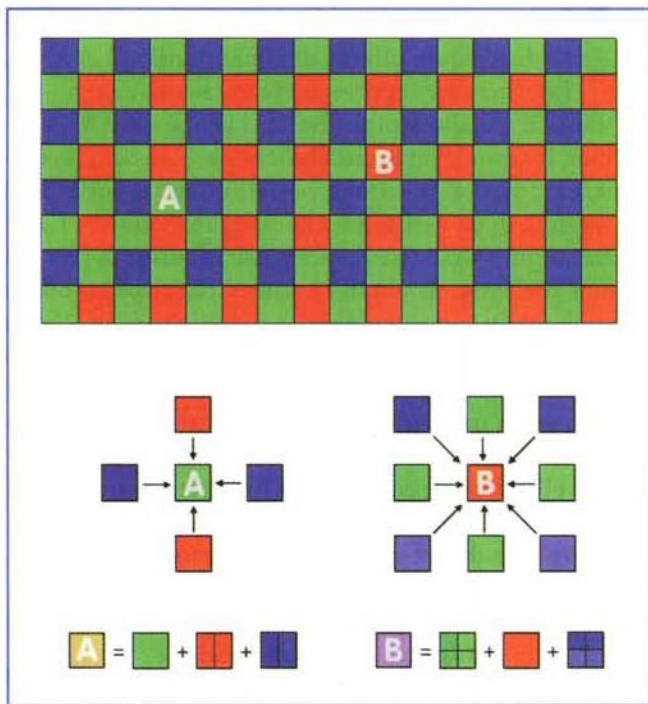 B
A
A
B
A = + +
B = + +